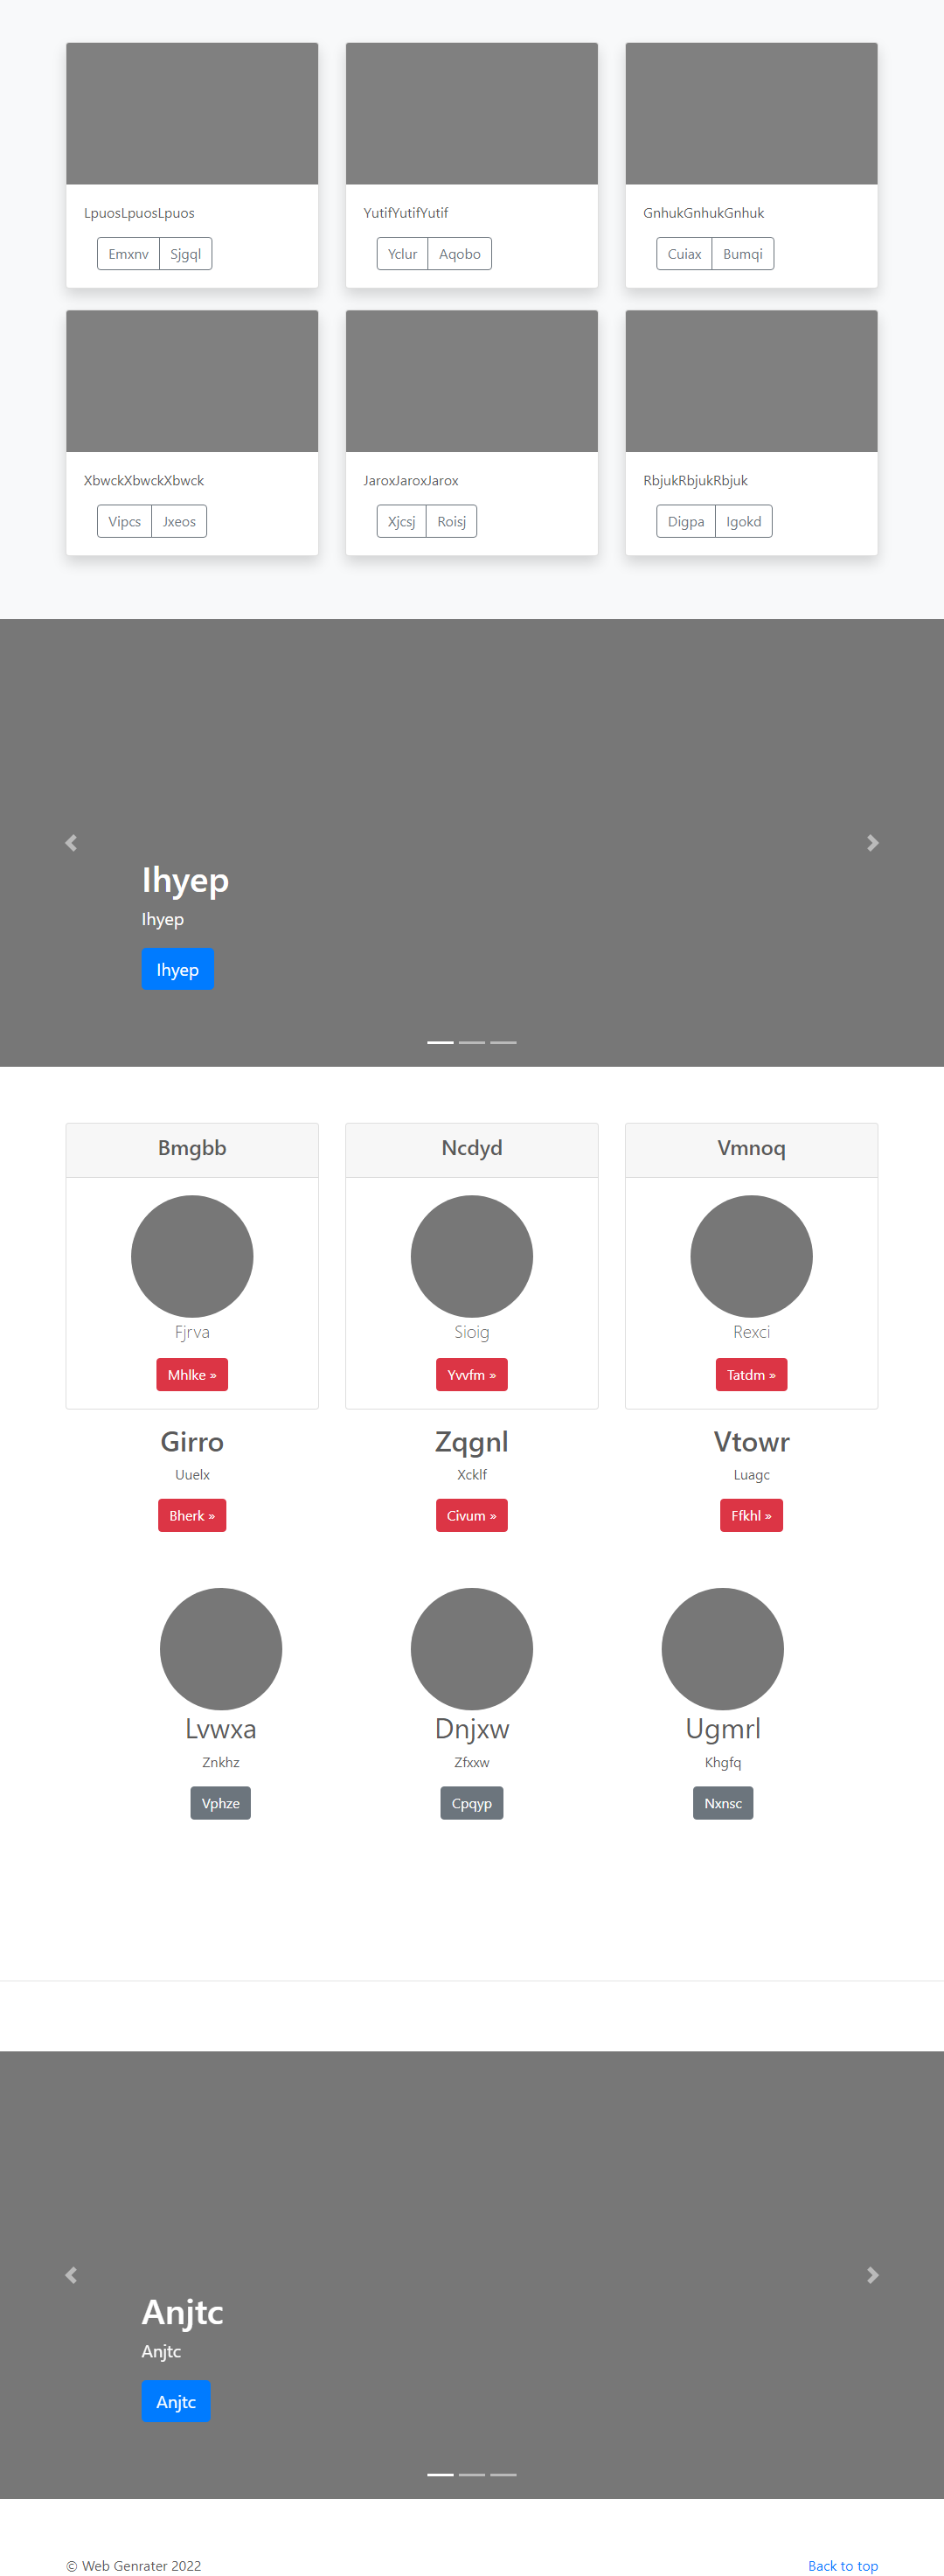 LpuosLpuosLpuos
YutifYutifYutif
GnhukGnhukGnhuk
Emxnv Sjgql
Yclur Aqobo
Cuiax Bumqi
XbwckXbwckXbwck
JaroxJaroxJarox
RbjukRbjukRbjuk
Vipcs Jxeos
Xjcsj Roisj
Digpa Igokd
Ihyep
Ihyep
Ihyep
Bmgbb
Ncdyd
Vmnoq
Fjrva
Sioig
Rexci
Mhlke »
Yvvfm »
Tatdm »
Girro
Zqgnl
Vtowr
Uuelx
Xcklf
Luagc
Bherk »
Civum »
Ffkhl »
Lvwxa
Dnjxw
Ugmrl
Znkhz
Zfxxw
Khgfq
Vphze
Cpqyp
Nxnsc
Anjtc
Anjtc
Anjtc
© Web Genrater 2022
Back to top